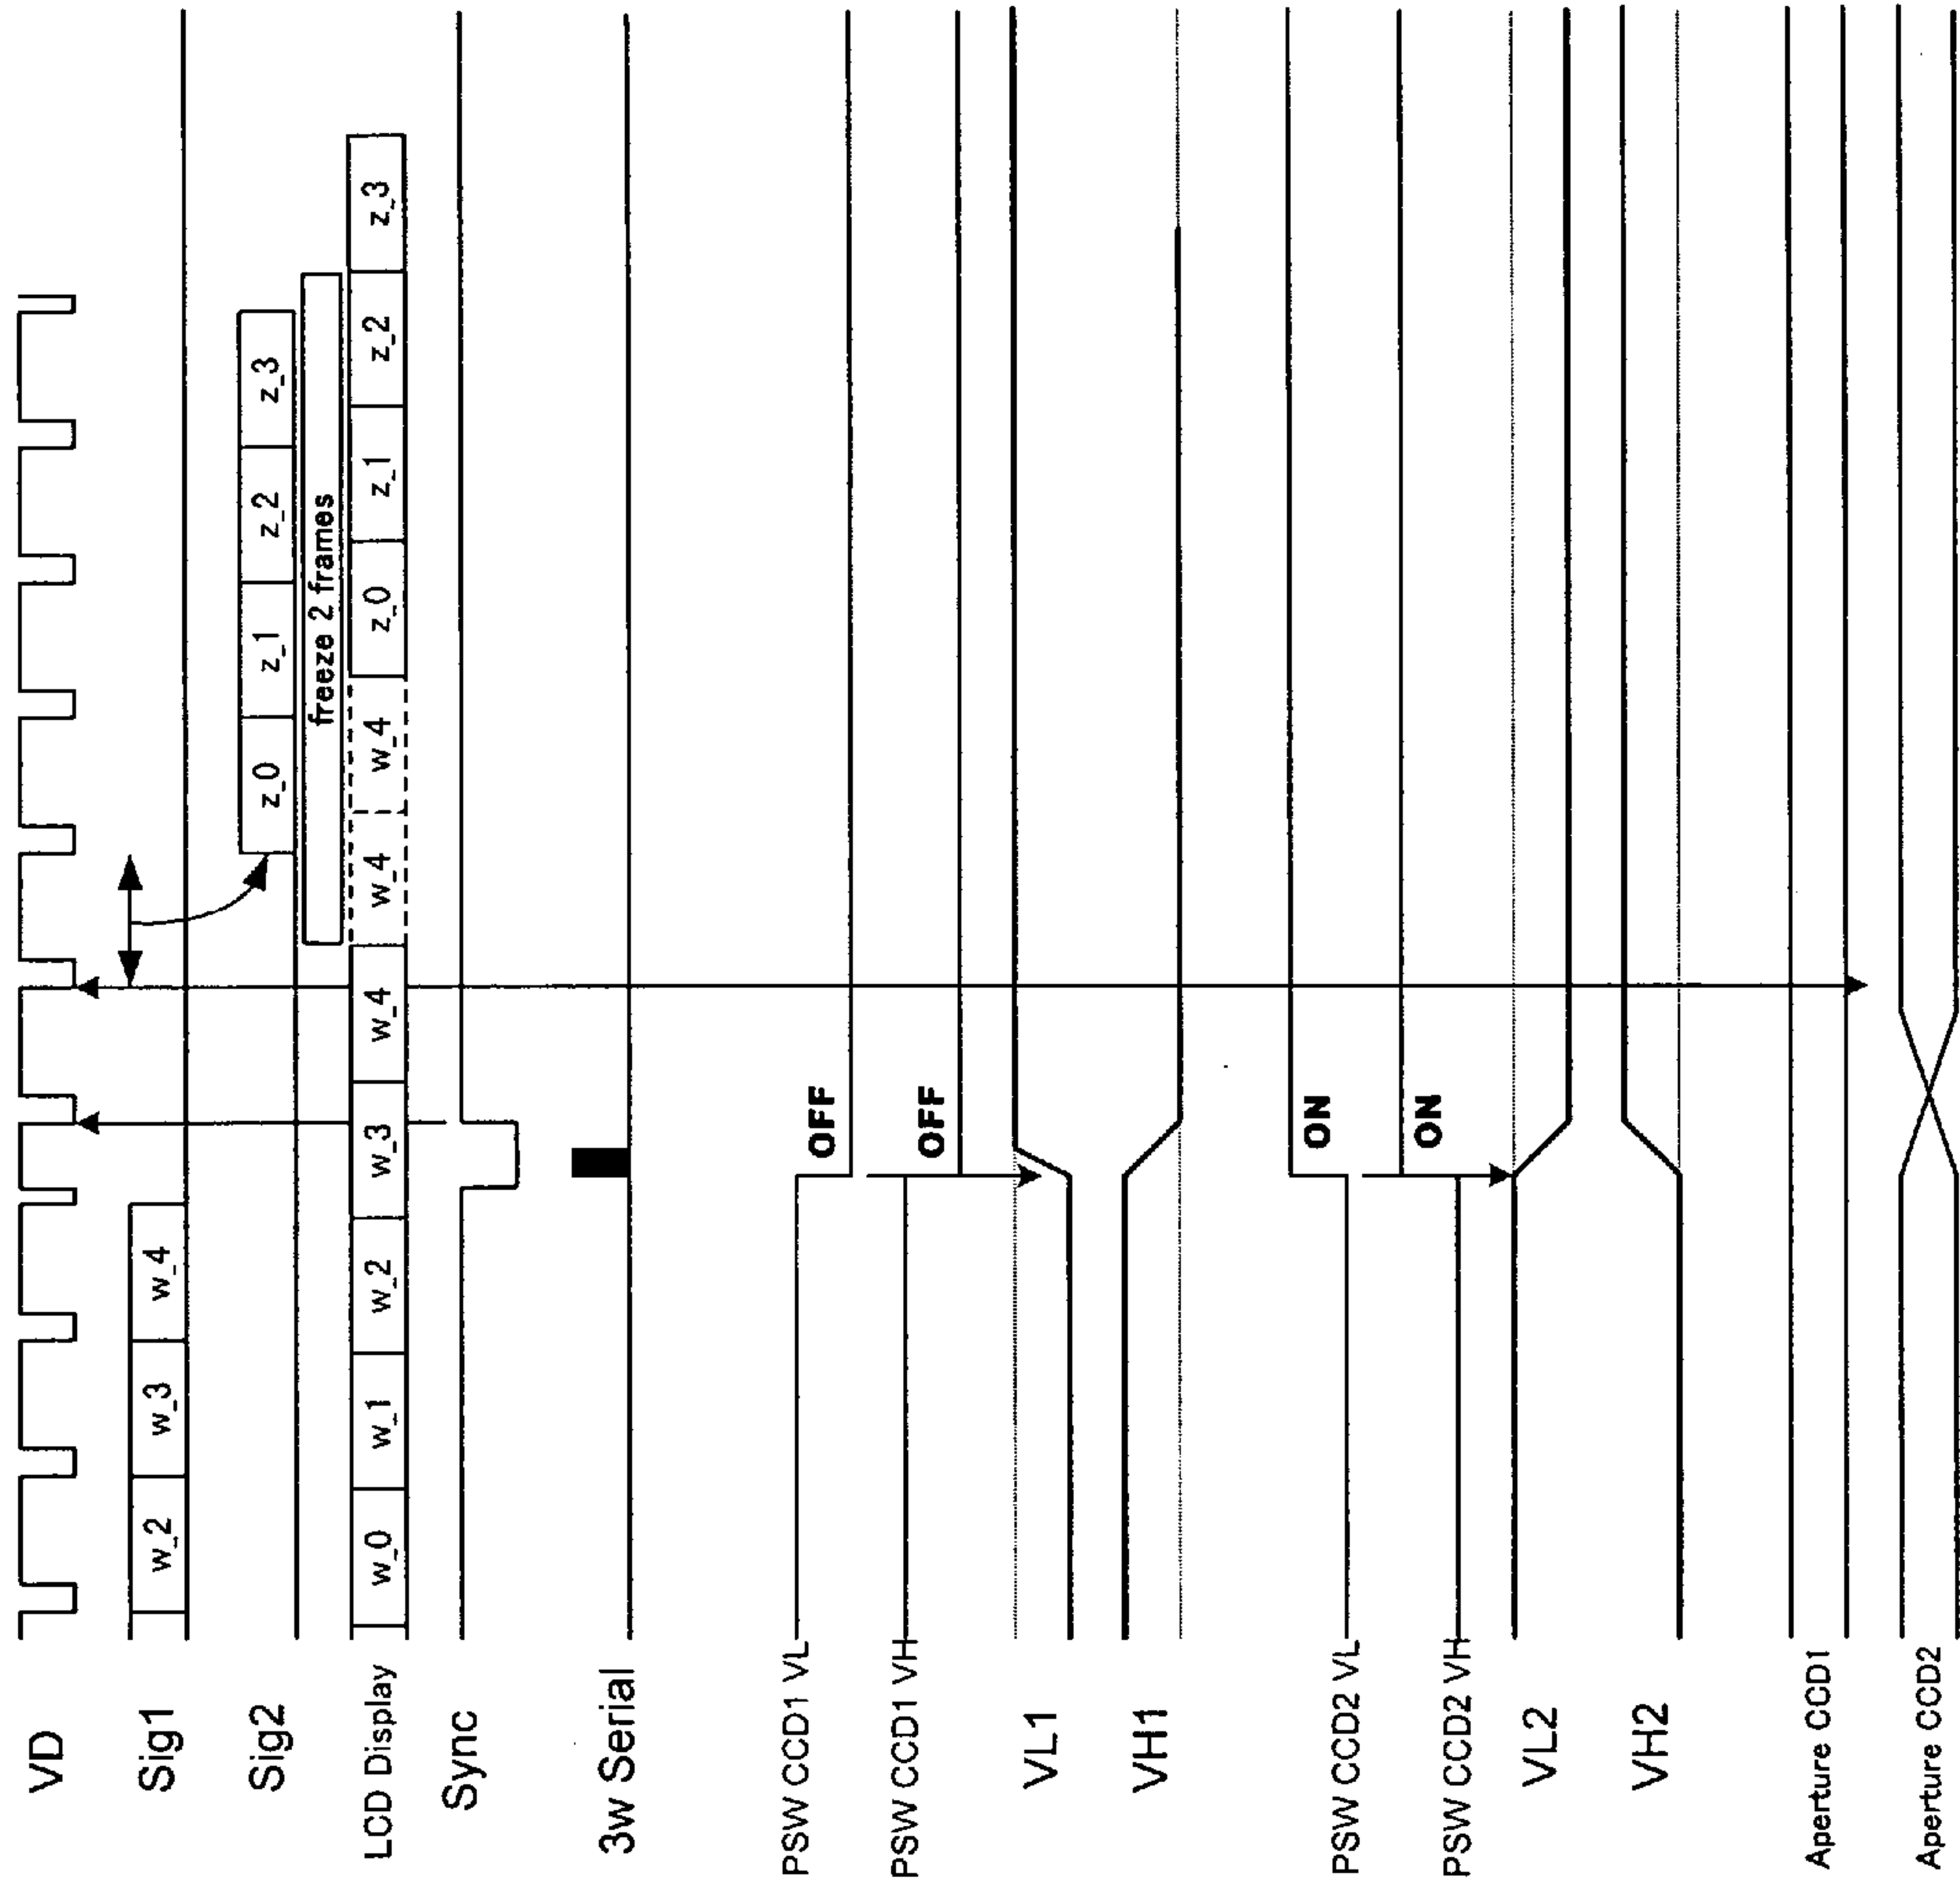 VD
Sig1
w_2 w_3 w_4
Sig2
z_0 z_1 z_2 z_3
freeze 2 frames
LCD Display
w_0 w_1 w_2 w_3 w_4 w_4 w_4 z_0 z_1 z_2 z_3
Sync
3w Serial
PSW CCD1 VL
OFF
PSW CCD1 VH
OFF
VL1
VH1
PSW CCD2 VL
ON
PSW CCD2 VH
ON
VL2
VH2
Aperture CCD1
Aperture CCD2